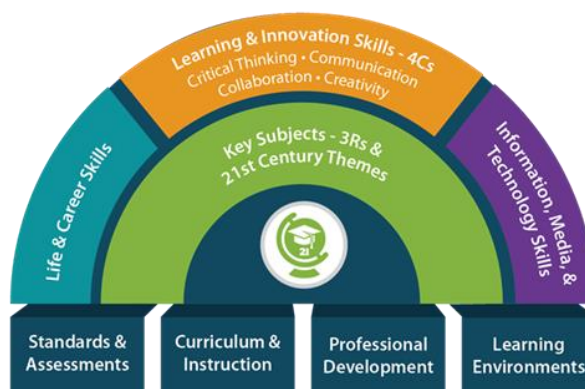 Learning & Innovation Skills - 4Cs
Critical Thinking • Communication
Collaboration • Creativity
Life & Career Skills
Key Subjects - 3Rs &
21st Century Themes
Information, Media, &
Technology Skills
21
Standards &
Assessments
Curriculum &
Instruction
Professional
Development
Learning
Environments